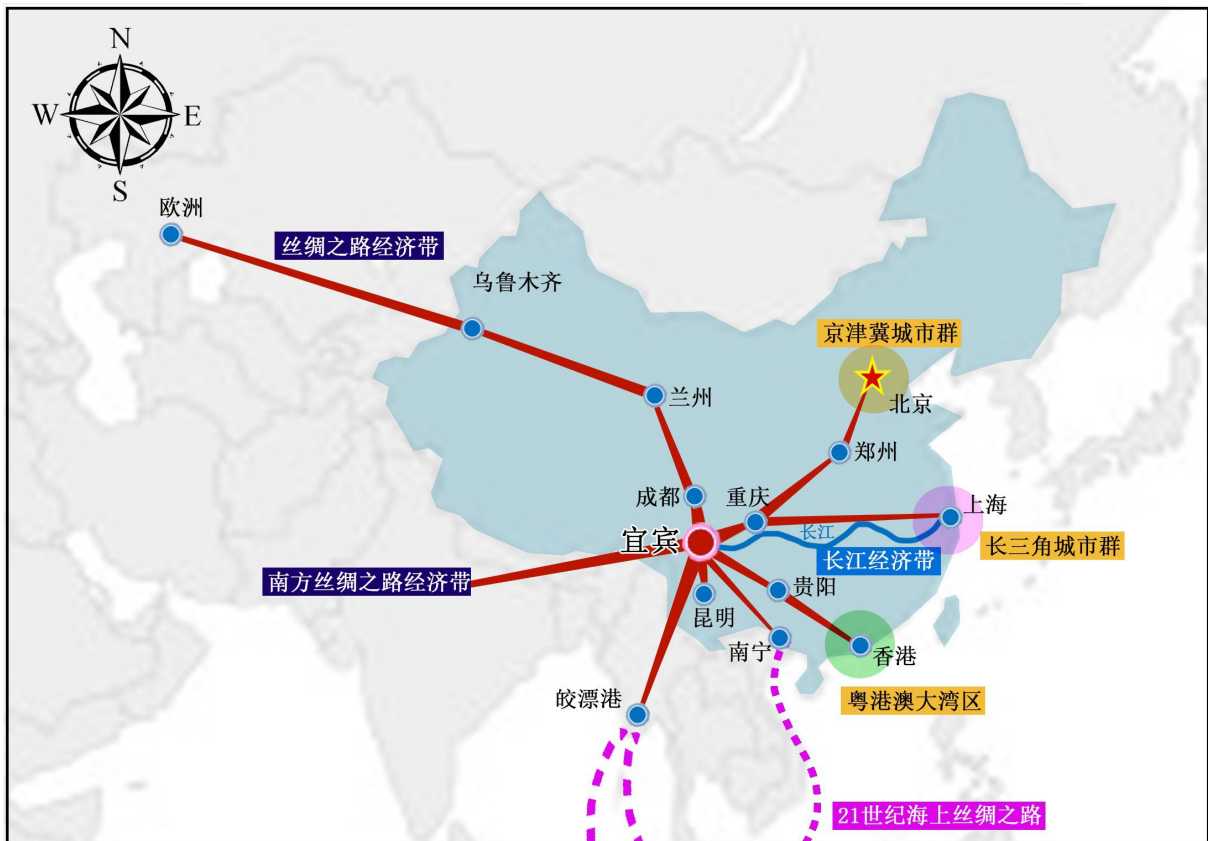 N
W
E
S
欧洲
丝绸之路经济带
乌鲁木齐
京津冀城市群
兰州
北京
郑州
成都
重庆
上海
宜宾
长江
长三角城市群
长江经济带
南方丝绸之路经济带
贵阳
昆明
南宁
香港
皎漂港
粤港澳大湾区
21世纪海上丝绸之路